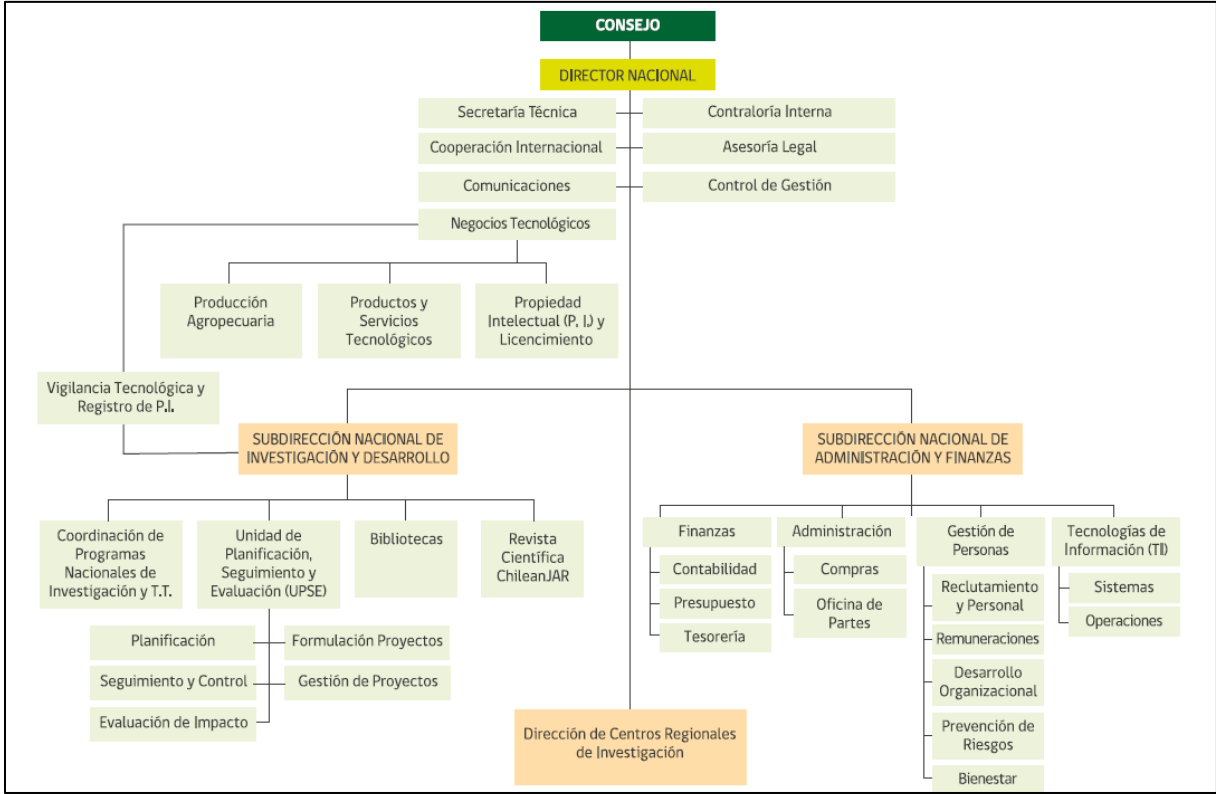 CONSEJO
DIRECTOR NACIONAL
Secretaría Técnica
Contraloría Interna
Cooperación Internacional
Asesoría Legal
Comunicaciones
Control de Gestión
Negocios Tecnológicos
Producción
Agropecuaria
Productos y
Servicios
Tecnológicos
Propiedad
Intelectual (P. I.) y
Licencimiento
Vigilancia Tecnológica y
Registro de P.I.
SUBDIRECCIÓN NACIONAL DE
INVESTIGACIÓN Y DESARROLLO
SUBDIRECCIÓN NACIONAL DE
ADMINISTRACIÓN Y FINANZAS
Coordinación de
Programas
Nacionales de
Investigación y T.T.
Unidad de
Planificación,
Seguimiento y
Evaluación (UPSE)
Bibliotecas
Revista
Científica
ChileanJAR
Planificación
Formulación Proyectos
Seguimiento y Control
Gestión de Proyectos
Evaluación de Impacto
Finanzas
Contabilidad
Presupuesto
Tesorería
Administración
Compras
Oficina de
Partes
Gestión de
Personas
Reclutamiento
y Personal
Remuneraciones
Desarrollo
Organizacional
Prevención de
Riesgos
Bienestar
Tecnologías de
Información (TI)
Sistemas
Operaciones
Dirección de Centros Regionales
de Investigación